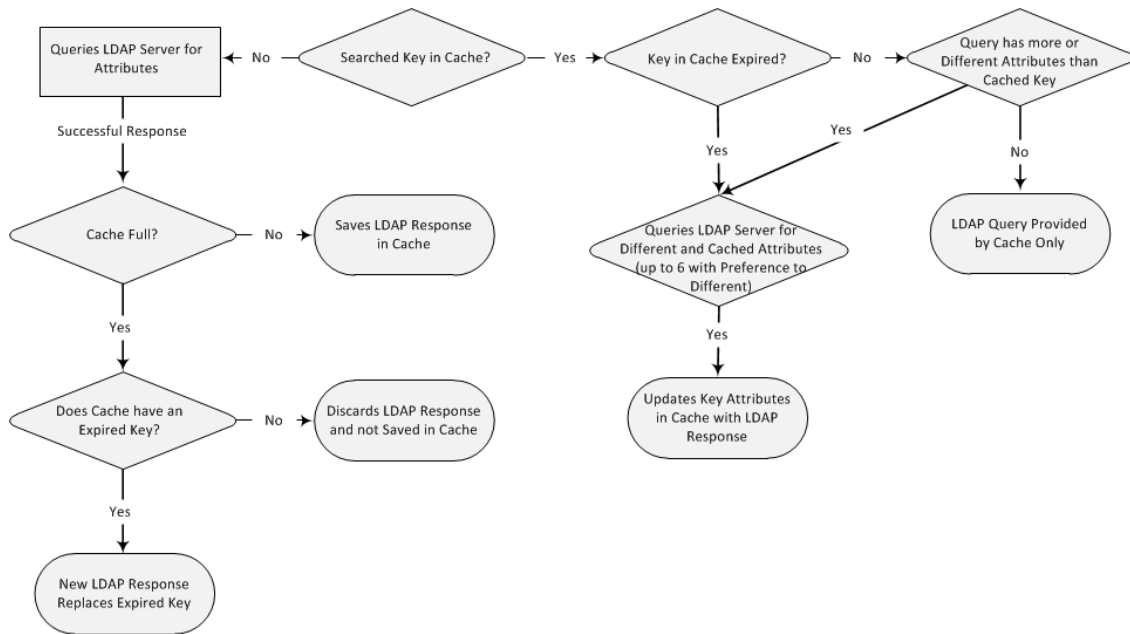 Queries LDAP Server for
Attributes
No
Searched Key in Cache?
Yes
Key in Cache Expired?
No
Query has more or
Different Attributes than
Cached Key
Successful Response
Yes
Yes
No
Cache Full?
No
Saves LDAP Response
in Cache
Queries LDAP Server for
Different and Cached Attributes
(up to 6 with Preference to
Different)
LDAP Query Provided
by Cache Only
Yes
Yes
Does Cache have an
Expired Key?
No
Discards LDAP Response
and not Saved in Cache
Updates Key Attributes
in Cache with LDAP
Response
Yes
New LDAP Response
Replaces Expired Key